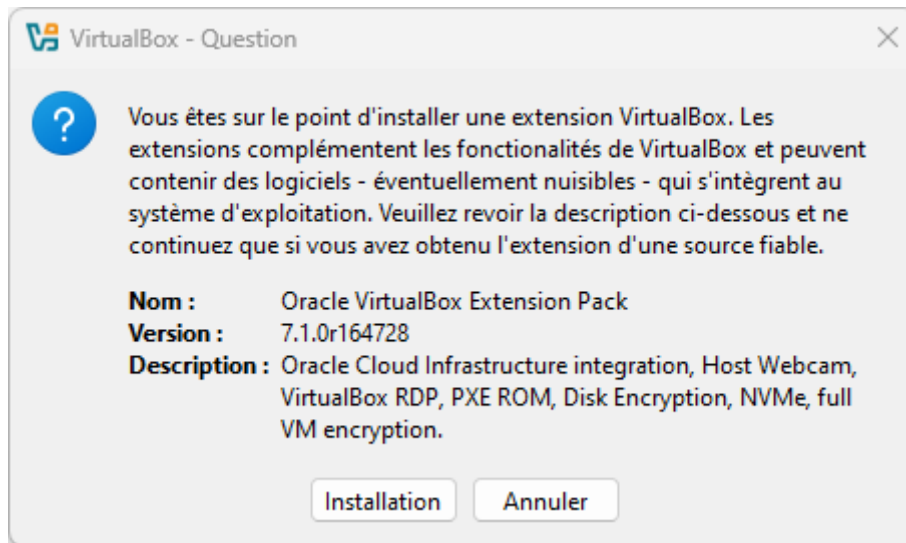 VirtualBox - Question
Vous êtes sur le point d'installer une extension VirtualBox. Les
extensions complémentent les fonctionalités de VirtualBox et peuvent
contenir des logiciels - éventuellement nuisibles - qui s'intègrent au
système d'exploitation. Veuillez revoir la description ci-dessous et ne
continuez que si vous avez obtenu l'extension d'une source fiable.
Nom : Oracle VirtualBox Extension Pack
Version : 7.1.0r164728
Description : Oracle Cloud Infrastructure integration, Host Webcam,
VirtualBox RDP, PXE ROM, Disk Encryption, NVMe, full
VM encryption.
Installation Annuler